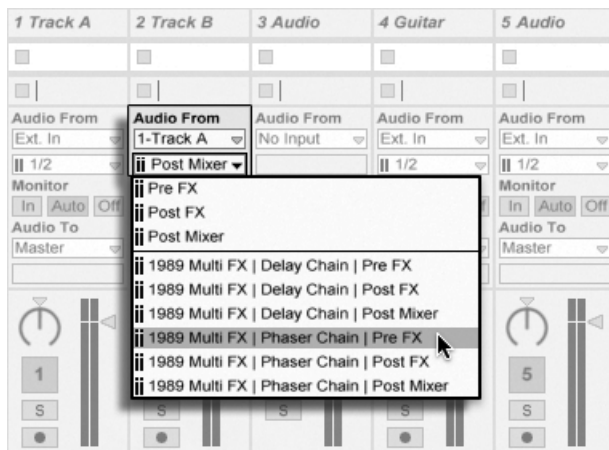 1 Track A 2 Track B 3 Audio 4 Guitar 5 Audio
Audio From Audio From Audio From Audio From Audio From
Ext. In 1-Track A No Input Ext. In Ext. In
1/2 Post Mixer 1/2 1/2
Monitor Monitor
In Auto Off In Auto Off
Audio To Audio To
Master Master
Pre FX
Post FX
Post Mixer
1989 Multi FX | Delay Chain | Pre FX
1989 Multi FX | Delay Chain | Post FX
1989 Multi FX | Delay Chain | Post Mixer
1989 Multi FX | Phaser Chain | Pre FX
1989 Multi FX | Phaser Chain | Post FX
1989 Multi FX | Phaser Chain | Post Mixer
1 5
S S S S S